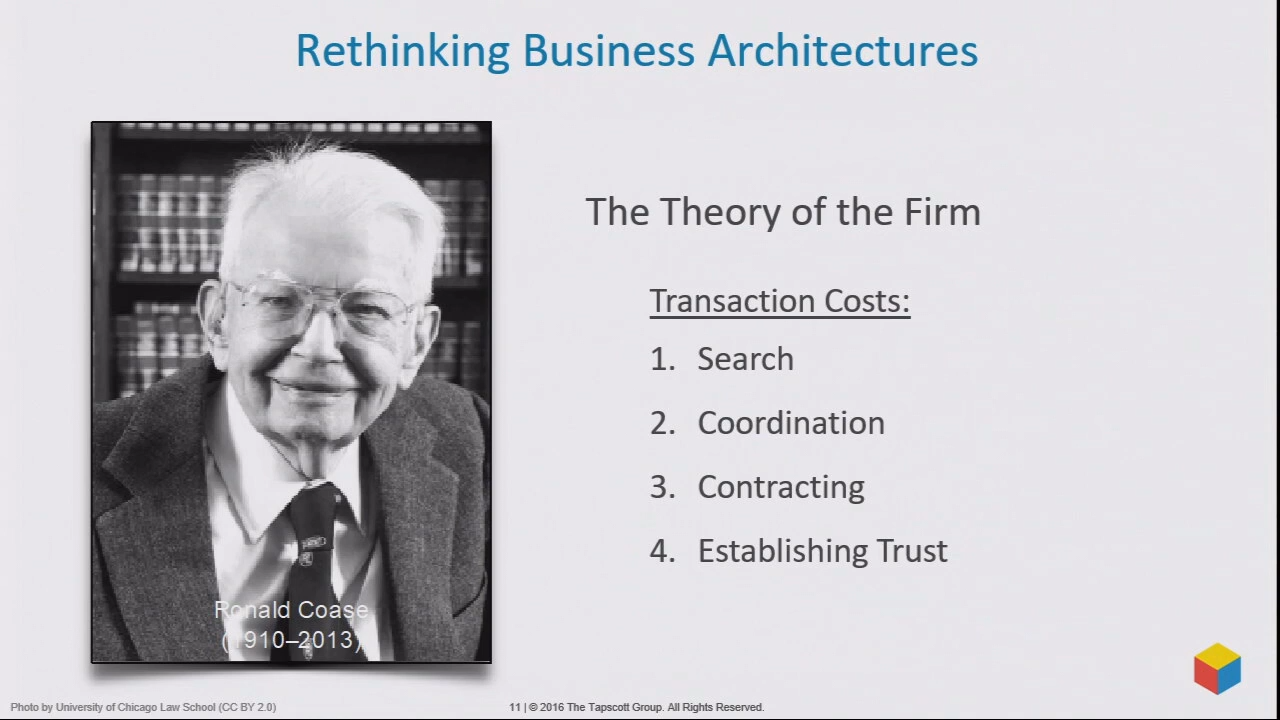 Rethinking Business Architectures
The Theory of the Firm
Transaction Costs:
1. Search
2. Coordination
3. Contracting
4. Establishing Trust
Ronald Coase
(1910–2013)
Photo by University of Chicago Law School (CC BY 2.0)
11 | © 2016 The Tapscott Group. All Rights Reserved.